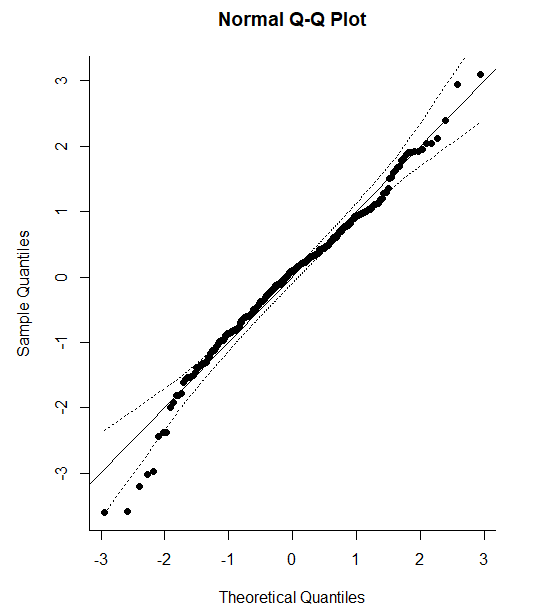 Normal Q-Q Plot
3
2
1
0
-1
-2
-3
Sample Quantiles
-3 -2 -1 0 1 2 3
Theoretical Quantiles